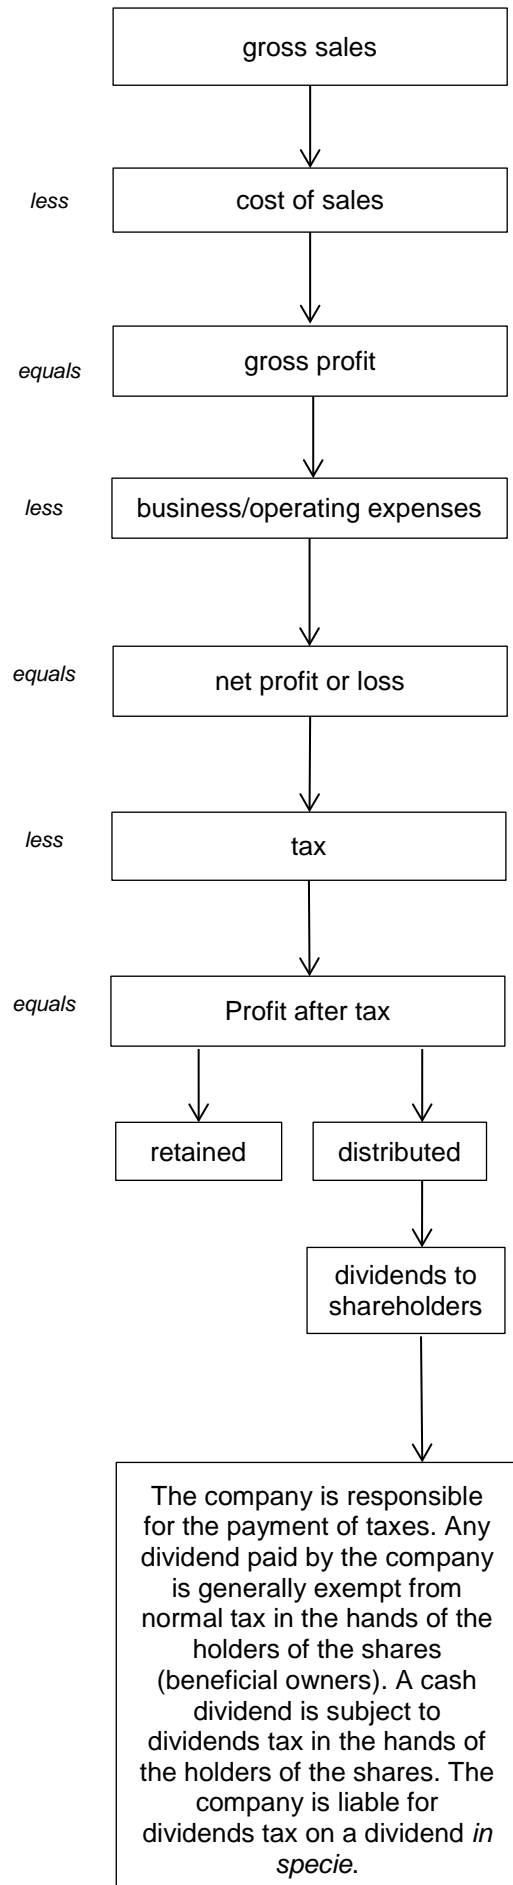 gross sales
less
cost of sales
equals
gross profit
less
business/operating expenses
equals
net profit or loss
less
tax
equals
Profit after tax
retained
distributed
dividends to
shareholders
The company is responsible
for the payment of taxes. Any
dividend paid by the company
is generally exempt from
normal tax in the hands of the
holders of the shares
(beneficial owners). A cash
dividend is subject to
dividends tax in the hands of
the holders of the shares. The
company is liable for
dividends tax on a dividend in
specie.